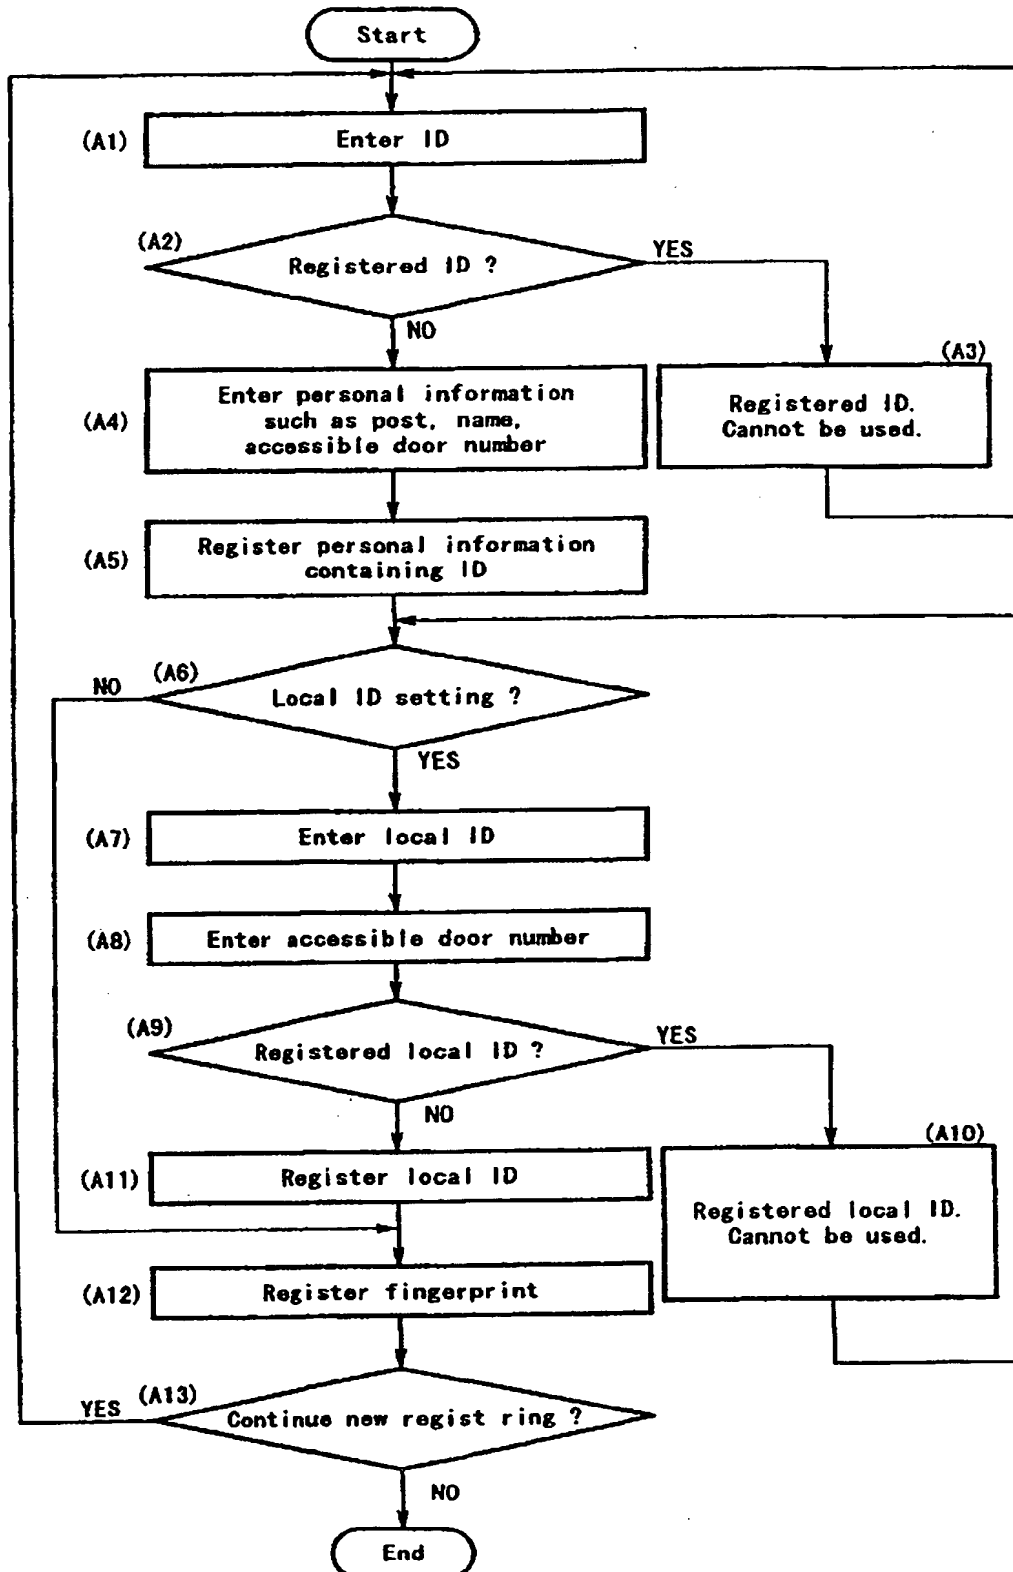 Start
(A1)
Enter ID
(A2)
Registered ID ?
YES
NO
(A3)
Registered ID.
Cannot be used.
(A4)
Enter personal information
such as post, name,
accessible door number
(A5)
Register personal information
containing ID
(A6)
NO
Local ID setting ?
YES
(A7)
Enter local ID
(A8)
Enter accessible door number
(A9)
Registered local ID ?
YES
NO
(A10)
Registered local ID.
Cannot be used.
(A11)
Register local ID
(A12)
Register fingerprint
(A13)
YES
Continue new regist ring ?
NO
End